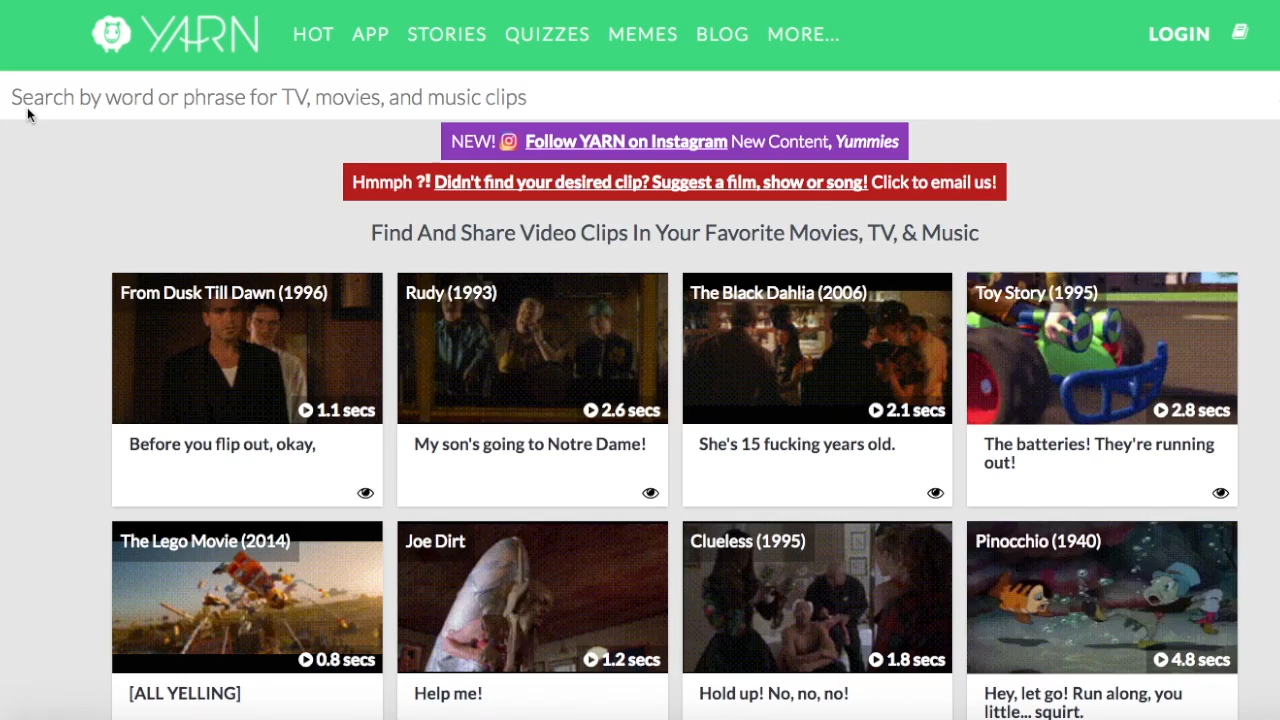 YARN HOT APP STORIES QUIZZES MEMES BLOG MORE... LOGIN
Search by word or phrase for TV, movies, and music clips
NEW! Follow YARN on Instagram New Content, Yummies
Hmmph ?! Didn't find your desired clip? Suggest a film, show or song! Click to email us!
Find And Share Video Clips In Your Favorite Movies, TV, & Music
From Dusk Till Dawn (1996)
1.1 secs
Before you flip out, okay,
Rudy (1993)
2.6 secs
My son's going to Notre Dame!
The Black Dahlia (2006)
2.1 secs
She's 15 fucking years old.
Toy Story (1995)
2.8 secs
The batteries! They're running
out!
The Lego Movie (2014)
0.8 secs
[ALL YELLING]
Joe Dirt
1.2 secs
Help me!
Clueless (1995)
1.8 secs
Hold up! No, no, no!
Pinocchio (1940)
4.8 secs
Hey, let go! Run along, you
little... squirt.